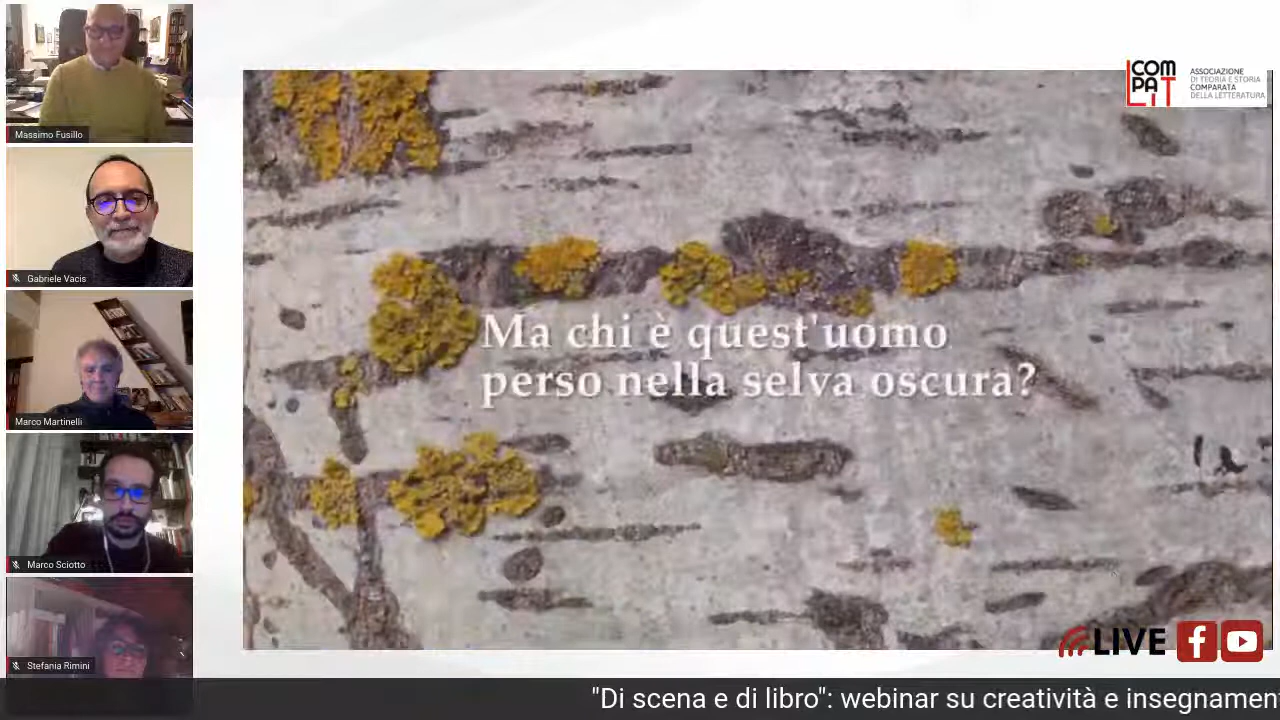 Massimo Fusillo
Gabriele Vacis
Marco Martinelli
Marco Sciotto
Stefania Rimini
COM
PA
LIT
ASSOCIAZIONE
DI TEORIA E STORIA
COMPARATA
DELLA LETTERATURA
Ma chi è quest'uomo
perso nella selva oscura?
LIVE
"Di scena e di libro": webinar su creatività e insegnamen